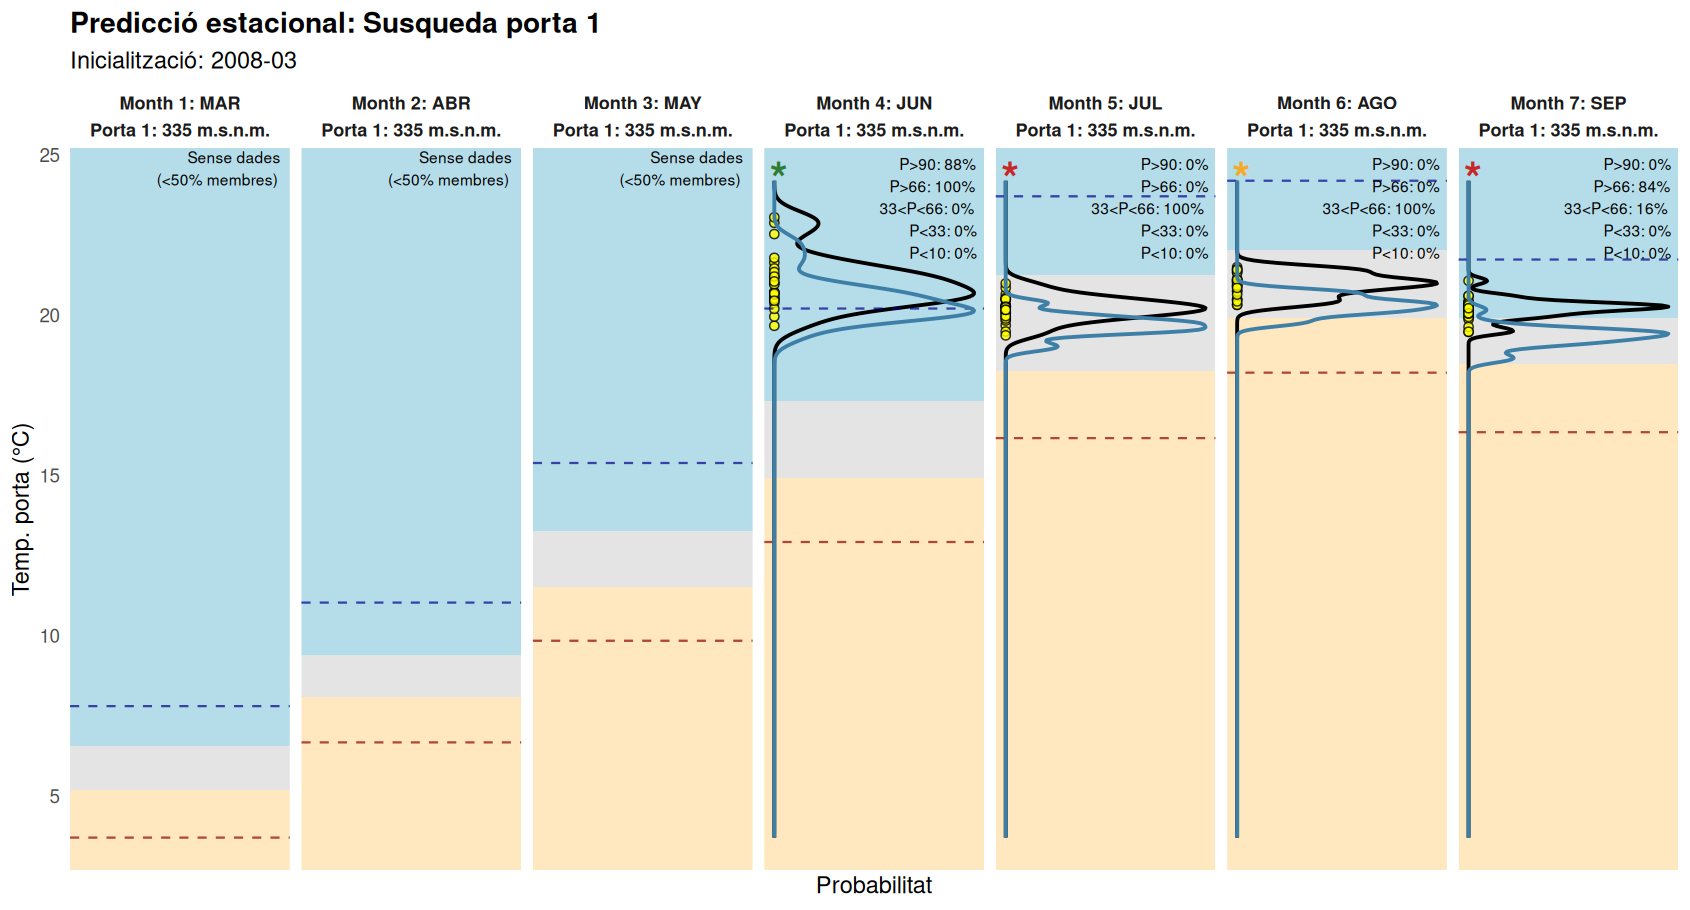 Predicció estacional: Susqueda porta 1
Inicialització: 2008-03
Month 1: MAR
Porta 1: 335 m.s.n.m.
Month 2: ABR
Porta 1: 335 m.s.n.m.
Month 3: MAY
Porta 1: 335 m.s.n.m.
Month 4: JUN
Porta 1: 335 m.s.n.m.
Month 5: JUL
Porta 1: 335 m.s.n.m.
Month 6: AGO
Porta 1: 335 m.s.n.m.
Month 7: SEP
Porta 1: 335 m.s.n.m.
Sense dades
(<50% membres)
Sense dades
(<50% membres)
Sense dades
(<50% membres)
*
P>90: 88%
P>66: 100%
33<P<66: 0%
P<33: 0%
P<10: 0%
*
P>90: 0%
P>66: 0%
33<P<66: 100%
P<33: 0%
P<10: 0%
*
P>90: 0%
P>66: 0%
33<P<66: 100%
P<33: 0%
P<10: 0%
*
P>90: 0%
P>66: 84%
33<P<66: 16%
P<33: 0%
P<10: 0%
25
20
15
10
5
Temp. porta (°C)
Probabilitat